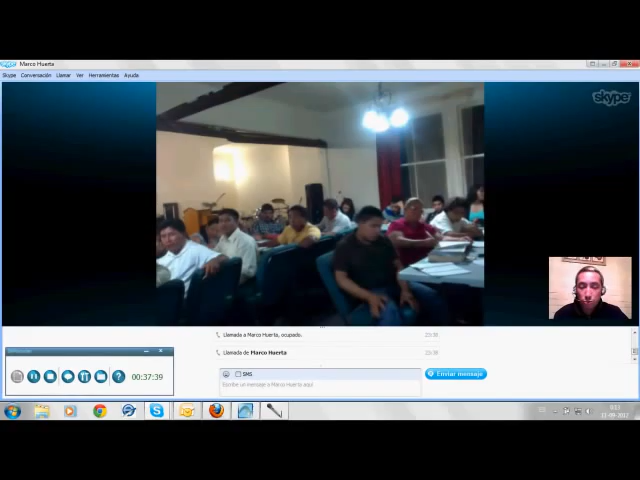 Marco Huerta
Skype Conversación Llamar Ver Herramientas Ayuda
skype
Llamada a Marco Huerta, ocupado.
Llamada de Marco Huerta
SMS
Enviar mensaje
Escribe un mensaje a Marco Huerta aquí
00:37:39